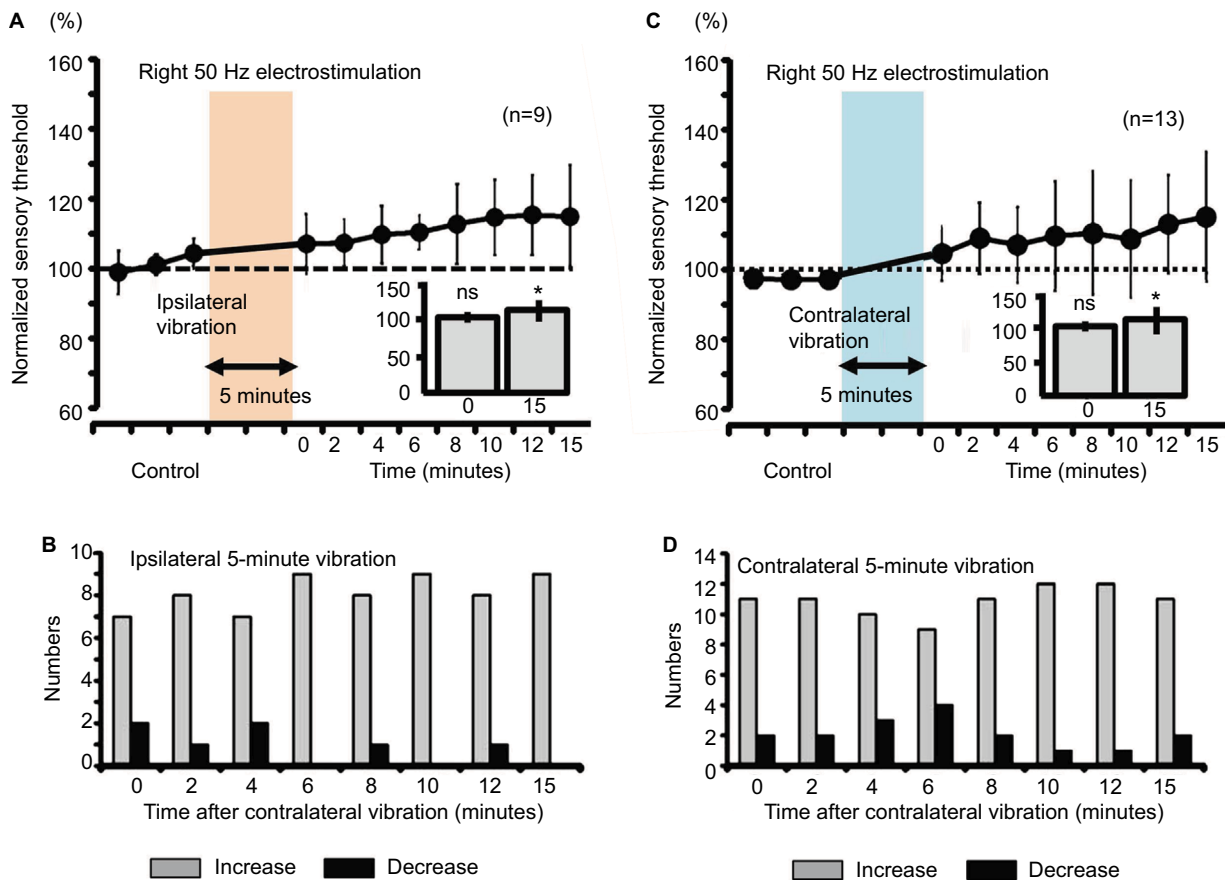 A (%)
160
140
120
100
80
60
Normalized sensory threshold
Right 50 Hz electrostimulation
(n=9)
Ipsilateral
vibration
5 minutes
150
100
50
0
ns *
0 15
0 2 4 6 8 10 12 15
Control Time (minutes)
C (%)
160
140
120
100
80
60
Normalized sensory threshold
Right 50 Hz electrostimulation
(n=13)
Contralateral
vibration
5 minutes
150
100
50
0
ns *
0 15
0 2 4 6 8 10 12 15
Control Time (minutes)
B
Ipsilateral 5-minute vibration
10
8
6
4
2
0
Numbers
0 2 4 6 8 10 12 15
Time after contralateral vibration (minutes)
Increase Decrease
D
Contralateral 5-minute vibration
14
12
10
8
6
4
2
0
Numbers
0 2 4 6 8 10 12 15
Time after contralateral vibration (minutes)
Increase Decrease